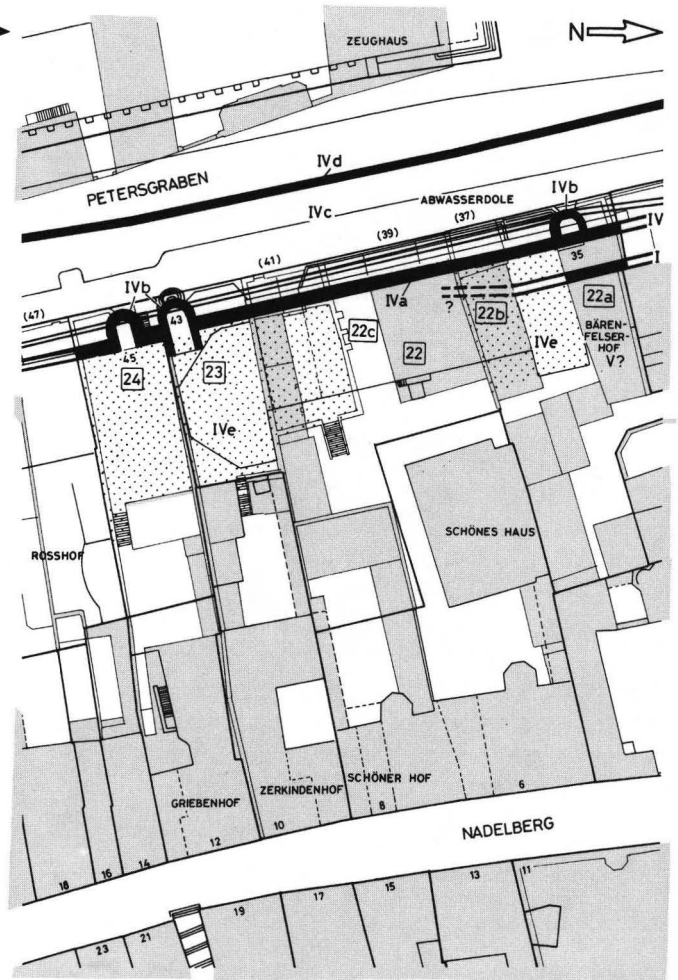 ZEUGHAUS
N
IVd
PETERSGRABEN
IVc
ABWASSERDOLE
IVb
(37)
(39)
(41)
IV
I
35
(47)
IVb
43
45
IVa
?
22a
22b
22c
22
BÄREN-
FELSER-
HOF
V?
IVe
23
24
IVe
ROSSHOF
SCHÖNES HAUS
GRIEBENHOF
ZERKINDENHOF
SCHÖNER HOF
18
16
14
12
10
8
6
NADELBERG
23
21
19
17
15
13
11